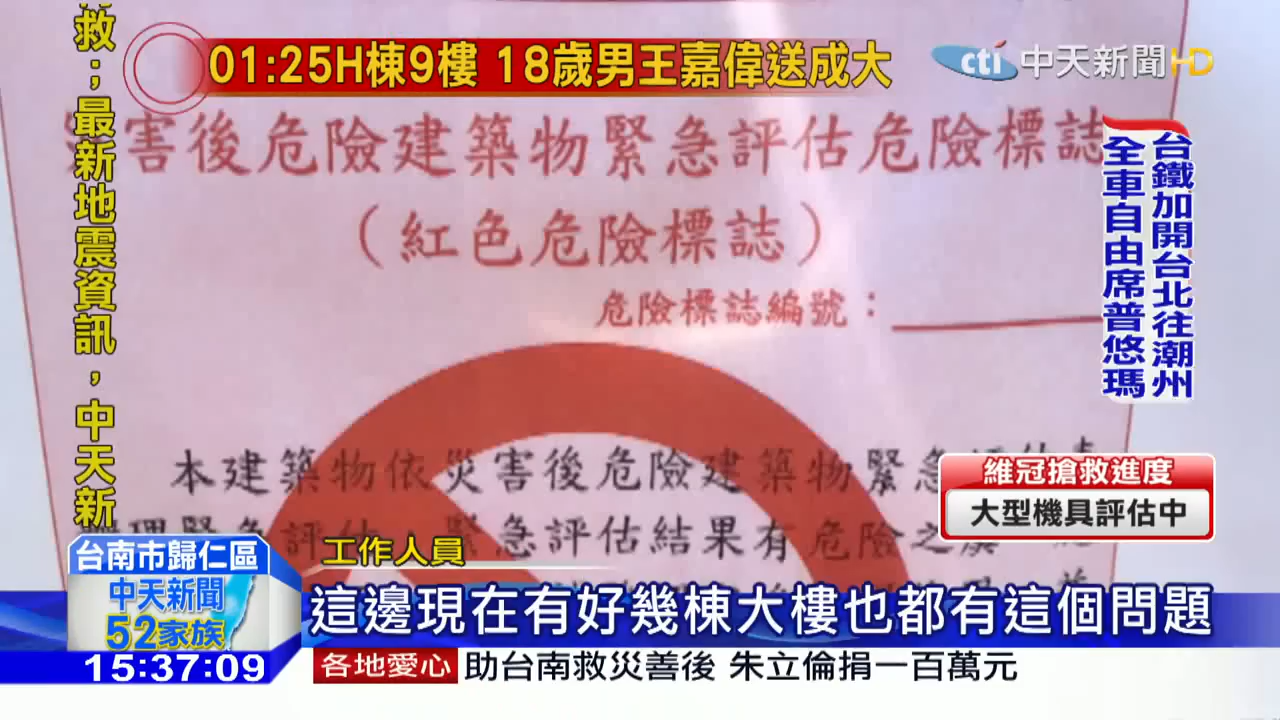 01:25H棟9樓 18歲男王嘉偉送成大
cti中天新聞HD
救；最新地震資訊，中天新
害後危險建築物緊急評估危險標誌
（紅色危險標誌）
危險標誌編號：
本建築物依災害後危險建築物緊急
緊急評估結果有危險之虞
台鐵加開台北往潮州
全車自由席普悠瑪
維冠搶救進度
大型機具評估中
台南市歸仁區
中天新聞
52家族
15:37:09
工作人員
這邊現在有好幾棟大樓也都有這個問題
各地愛心 助台南救災善後 朱立倫捐一百萬元